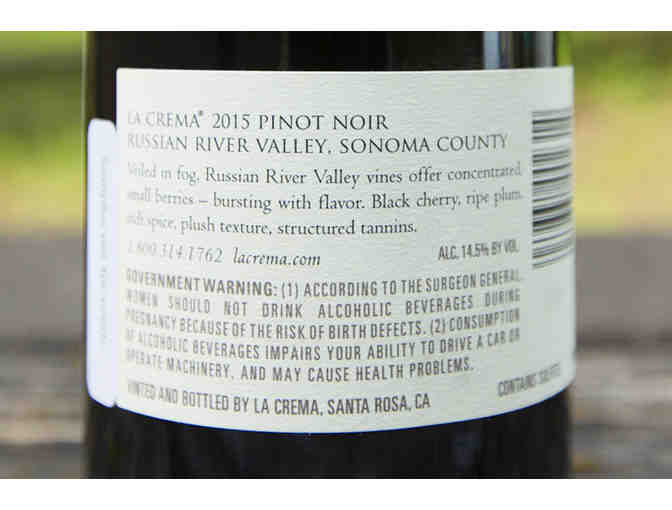 LA CREMA® 2015 PINOT NOIR
RUSSIAN RIVER VALLEY, SONOMA COUNTY
Veiled in fog, Russian River Valley vines offer concentrated,
small berries – bursting with flavor. Black cherry, ripe plum,
rich spice, plush texture, structured tannins.
1.800.314.1762 lacrema.com
ALC. 14.5% BY VOL.
GOVERNMENT WARNING: (1) ACCORDING TO THE SURGEON GENERAL,
WOMEN SHOULD NOT DRINK ALCOHOLIC BEVERAGES DURING
PREGNANCY BECAUSE OF THE RISK OF BIRTH DEFECTS. (2) CONSUMPTION
OF ALCOHOLIC BEVERAGES IMPAIRS YOUR ABILITY TO DRIVE A CAR OR
OPERATE MACHINERY, AND MAY CAUSE HEALTH PROBLEMS.
VINTED AND BOTTLED BY LA CREMA, SANTA ROSA, CA
CONTAINS SULFITES